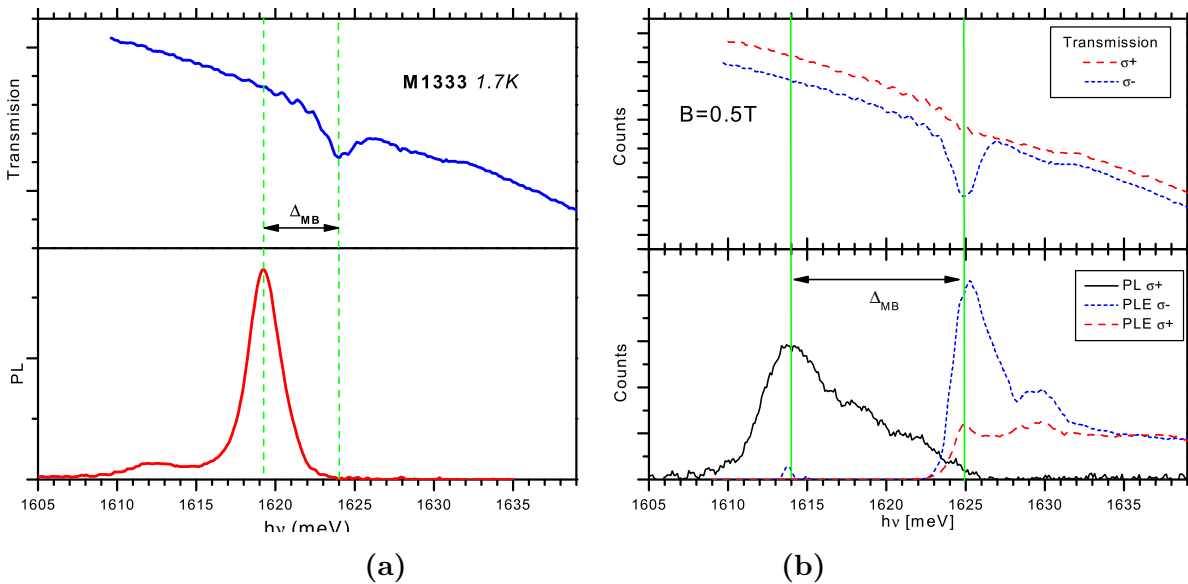 Transmission
M1333 1.7K
Δ_MB
PL
1605 1610 1615 1620 1625 1630 1635
hν (meV)
(a)
Transmission
σ+
σ-
B=0.5T
Counts
Δ_MB
PL σ+
PLE σ-
PLE σ+
Counts
1605 1610 1615 1620 1625 1630 1635
hν [meV]
(b)